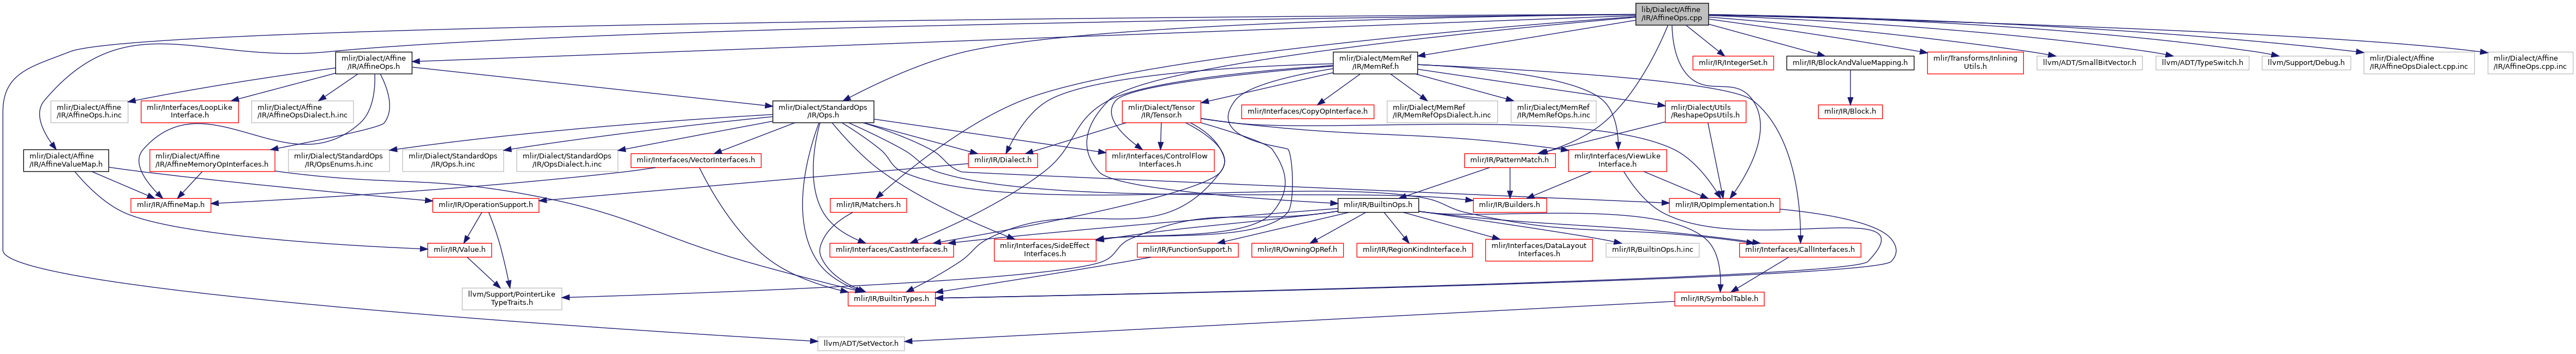 lib/Dialect/Affine
/IR/AffineOps.cpp
mlir/Dialect/Affine
/IR/AffineOps.h
mlir/Dialect/MemRef
/IR/MemRef.h
mlir/IR/IntegerSet.h
mlir/IR/BlockAndValueMapping.h
mlir/Transforms/Inlining
Utils.h
llvm/ADT/SmallBitVector.h
llvm/ADT/TypeSwitch.h
llvm/Support/Debug.h
mlir/Dialect/Affine
/IR/AffineOpsDialect.cpp.inc
mlir/Dialect/Affine
/IR/AffineOps.cpp.inc
mlir/Dialect/Affine
/IR/AffineOps.h.inc
mlir/Interfaces/LoopLike
Interface.h
mlir/Dialect/Affine
/IR/AffineOpsDialect.h.inc
mlir/Dialect/StandardOps
/IR/Ops.h
mlir/Dialect/Tensor
/IR/Tensor.h
mlir/Interfaces/CopyOpInterface.h
mlir/Dialect/MemRef
/IR/MemRefOpsDialect.h.inc
mlir/Dialect/MemRef
/IR/MemRefOps.h.inc
mlir/Dialect/Utils
/ReshapeOpsUtils.h
mlir/IR/Block.h
mlir/Dialect/Affine
/IR/AffineValueMap.h
mlir/Dialect/Affine
/IR/AffineMemoryOpInterfaces.h
mlir/Dialect/StandardOps
/IR/OpsEnums.h.inc
mlir/Dialect/StandardOps
/IR/Ops.h.inc
mlir/Dialect/StandardOps
/IR/OpsDialect.h.inc
mlir/Interfaces/VectorInterfaces.h
mlir/IR/Dialect.h
mlir/Interfaces/ControlFlow
Interfaces.h
mlir/IR/PatternMatch.h
mlir/Interfaces/ViewLike
Interface.h
mlir/IR/AffineMap.h
mlir/IR/OperationSupport.h
mlir/IR/Matchers.h
mlir/IR/BuiltinOps.h
mlir/IR/Builders.h
mlir/IR/OpImplementation.h
mlir/IR/Value.h
mlir/Interfaces/CastInterfaces.h
mlir/Interfaces/SideEffect
Interfaces.h
mlir/IR/FunctionSupport.h
mlir/IR/OwningOpRef.h
mlir/IR/RegionKindInterface.h
mlir/Interfaces/DataLayout
Interfaces.h
mlir/IR/BuiltinOps.h.inc
mlir/Interfaces/CallInterfaces.h
llvm/Support/PointerLike
TypeTraits.h
mlir/IR/BuiltinTypes.h
mlir/IR/SymbolTable.h
llvm/ADT/SetVector.h